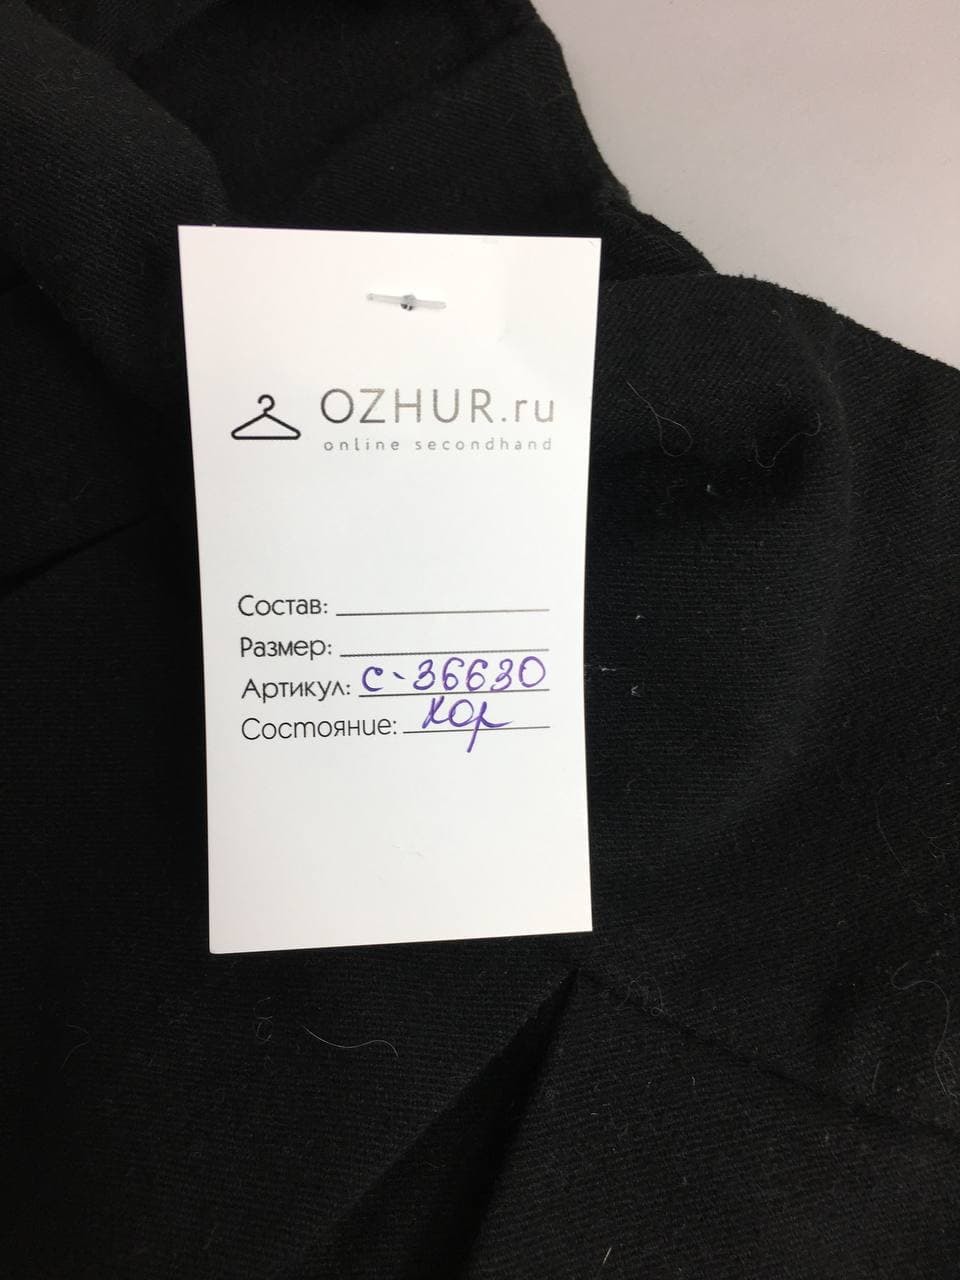 OZHUR.ru
online secondhand
Состав:
Размер:
Артикул: С-36630
Состояние: хор